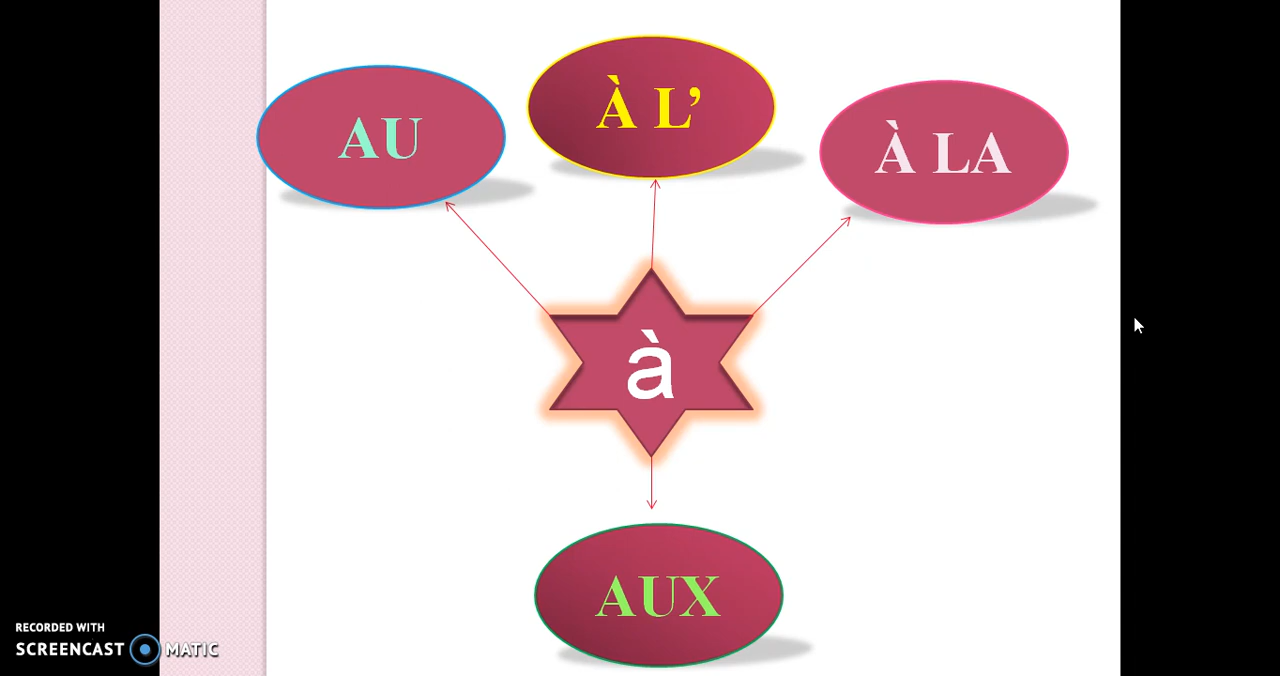 AU
À L’
À LA
à
AUX
RECORDED WITH
SCREENCAST MATIC